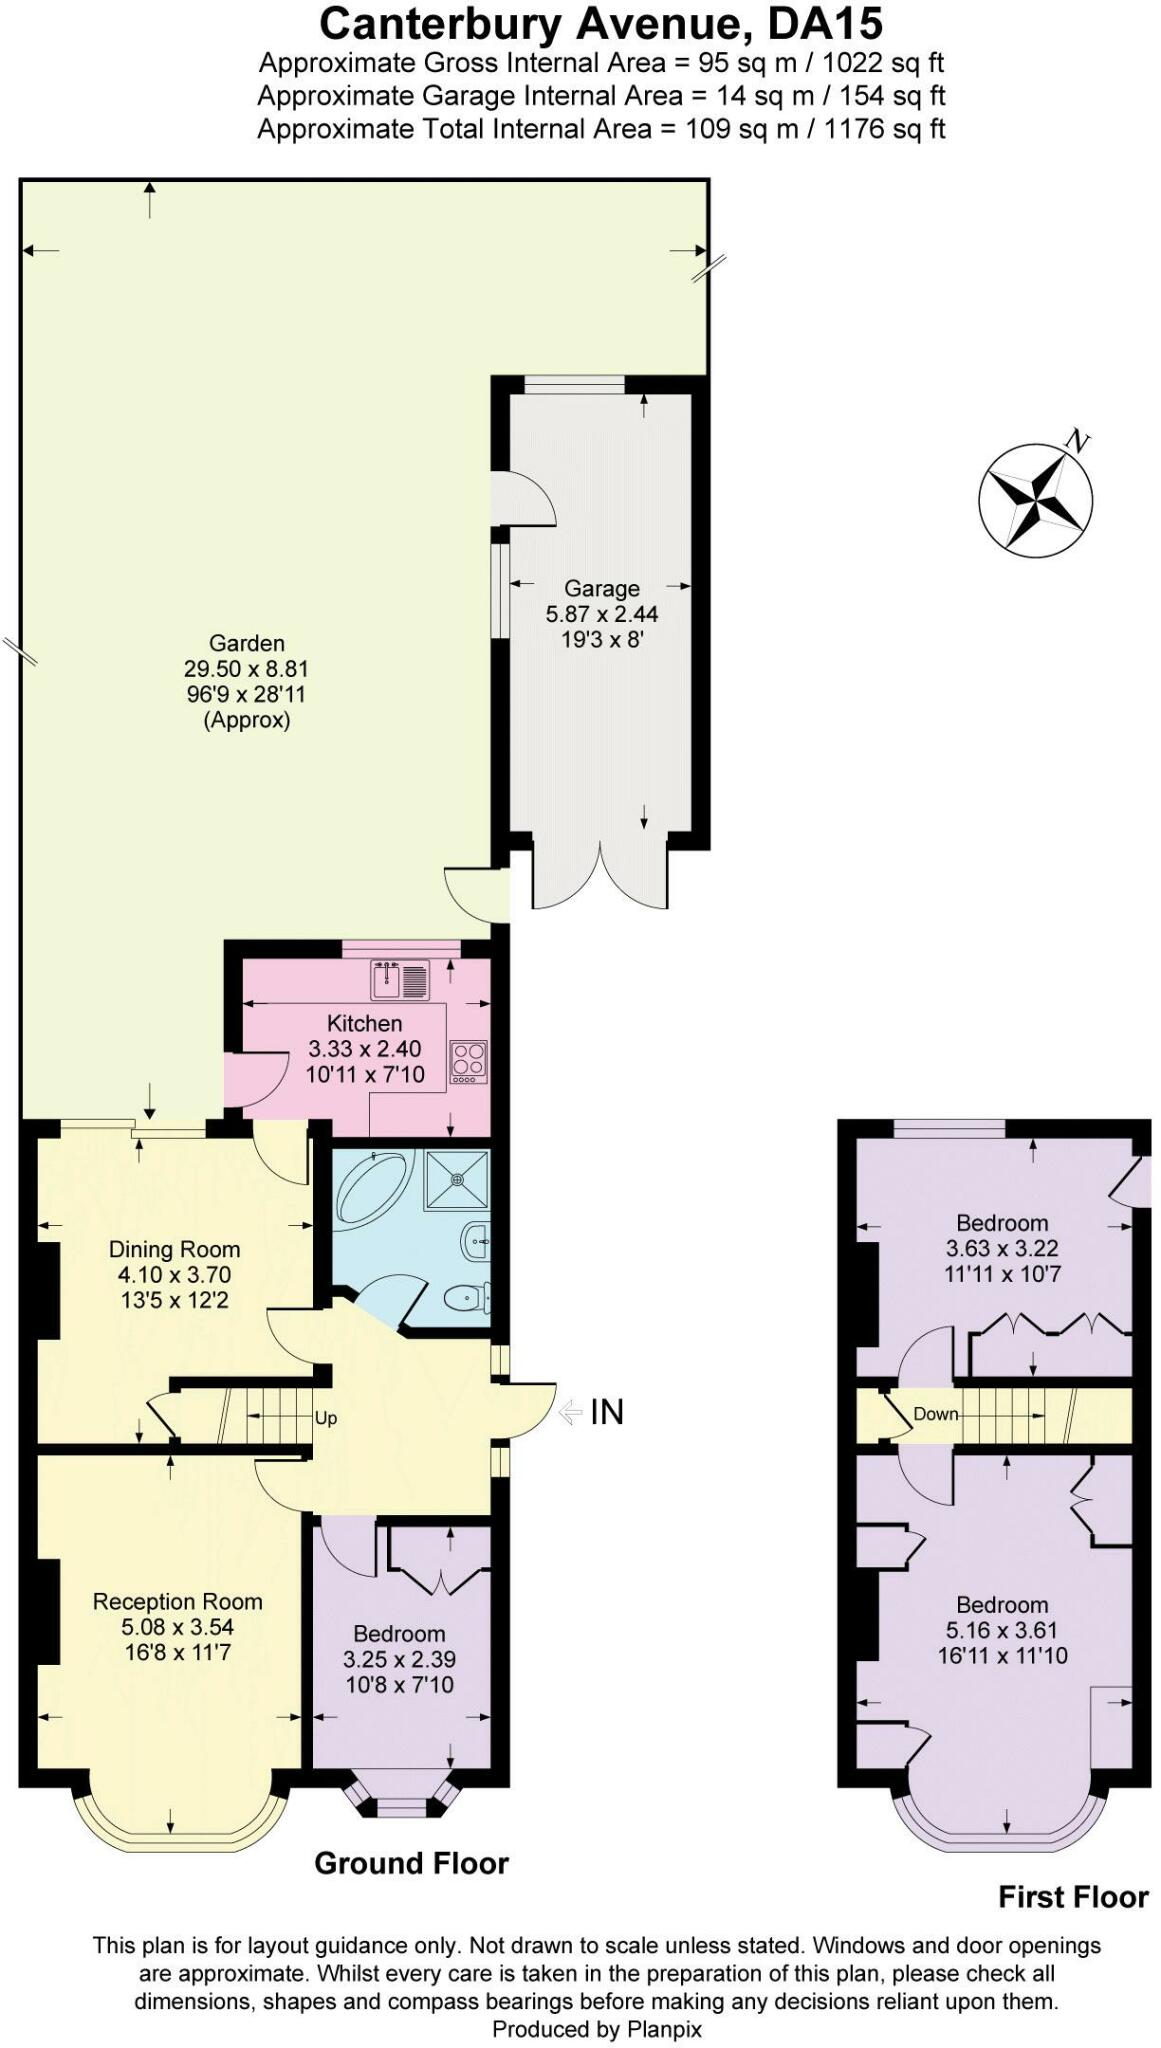 Canterbury Avenue, DA15
Approximate Gross Internal Area = 95 sq m / 1022 sq ft
Approximate Garage Internal Area = 14 sq m / 154 sq ft
Approximate Total Internal Area = 109 sq m / 1176 sq ft
N
Garage
5.87 x 2.44
19'3 x 8'
Garden
29.50 x 8.81
96'9 x 28'11
(Approx)
Kitchen
3.33 x 2.40
10'11 x 7'10
Dining Room
4.10 x 3.70
13'5 x 12'2
Up
IN
Reception Room
5.08 x 3.54
16'8 x 11'7
Bedroom
3.25 x 2.39
10'8 x 7'10
Ground Floor
Bedroom
3.63 x 3.22
11'11 x 10'7
Down
Bedroom
5.16 x 3.61
16'11 x 11'10
First Floor
This plan is for layout guidance only. Not drawn to scale unless stated. Windows and door openings
are approximate. Whilst every care is taken in the preparation of this plan, please check all
dimensions, shapes and compass bearings before making any decisions reliant upon them.
Produced by Planpix